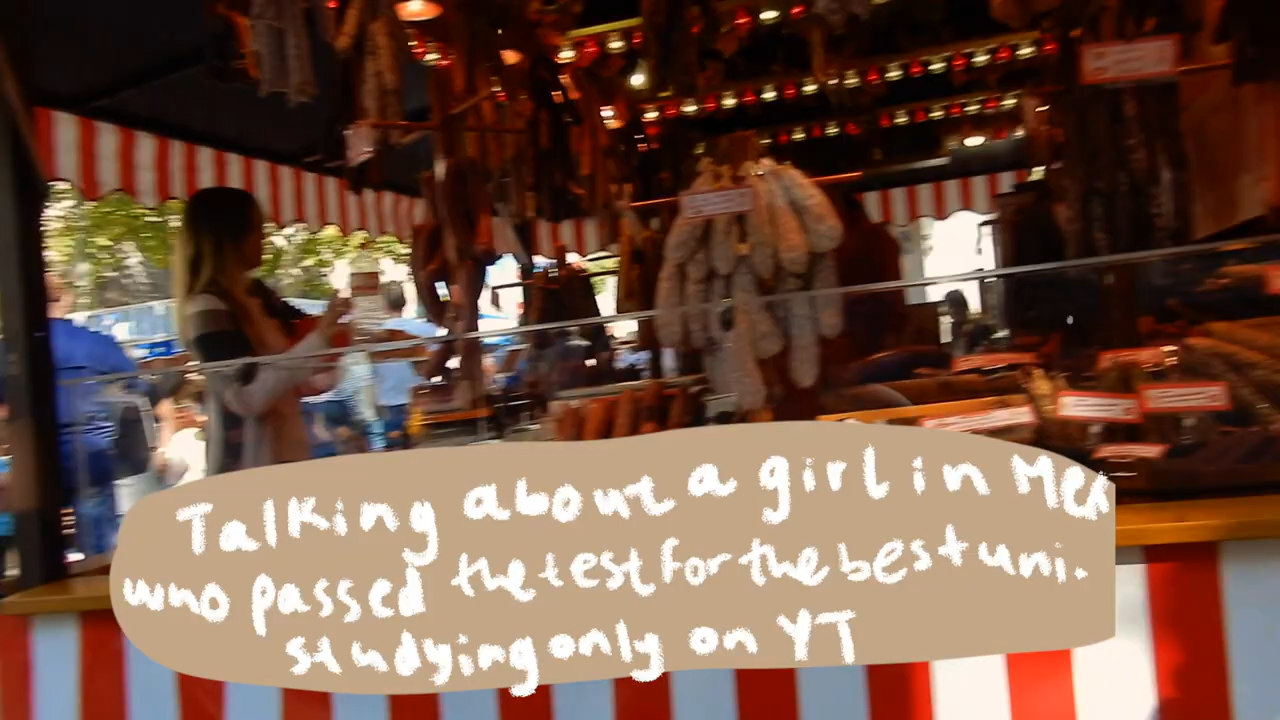 Talking about a girl in Mex
who passed the test for the best uni.
studying only on YT